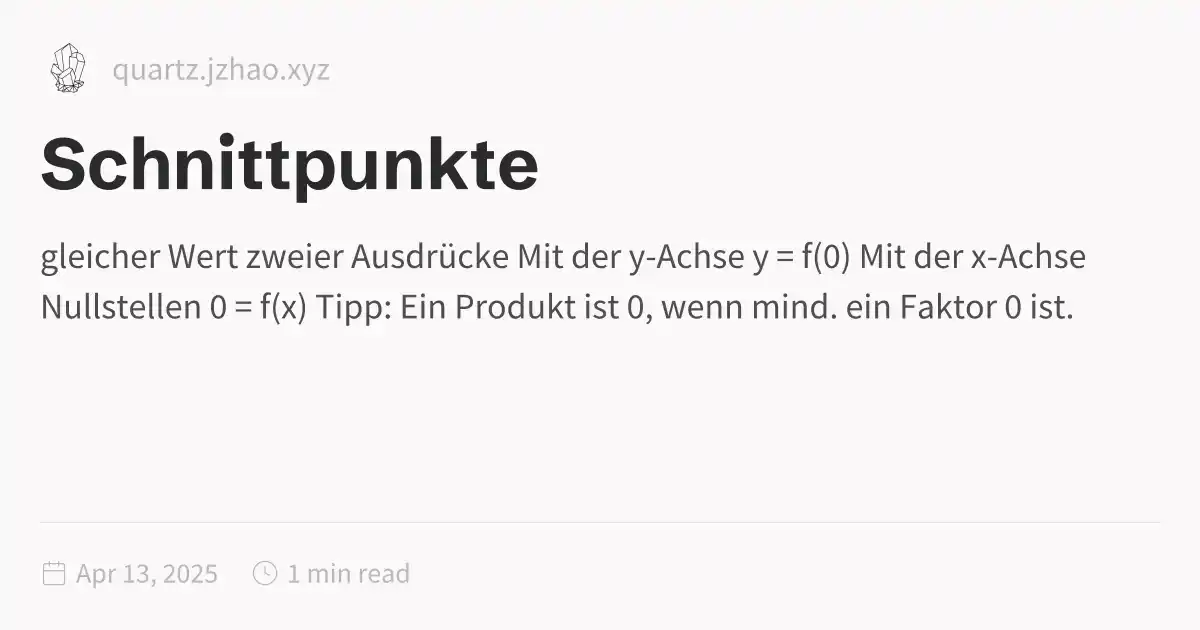 quartz.jzhao.xyz
Schnittpunkte
gleicher Wert zweier Ausdrücke Mit der y-Achse y = f(0) Mit der x-Achse
Nullstellen 0 = f(x) Tipp: Ein Produkt ist 0, wenn mind. ein Faktor 0 ist.
Apr 13, 2025 1 min read